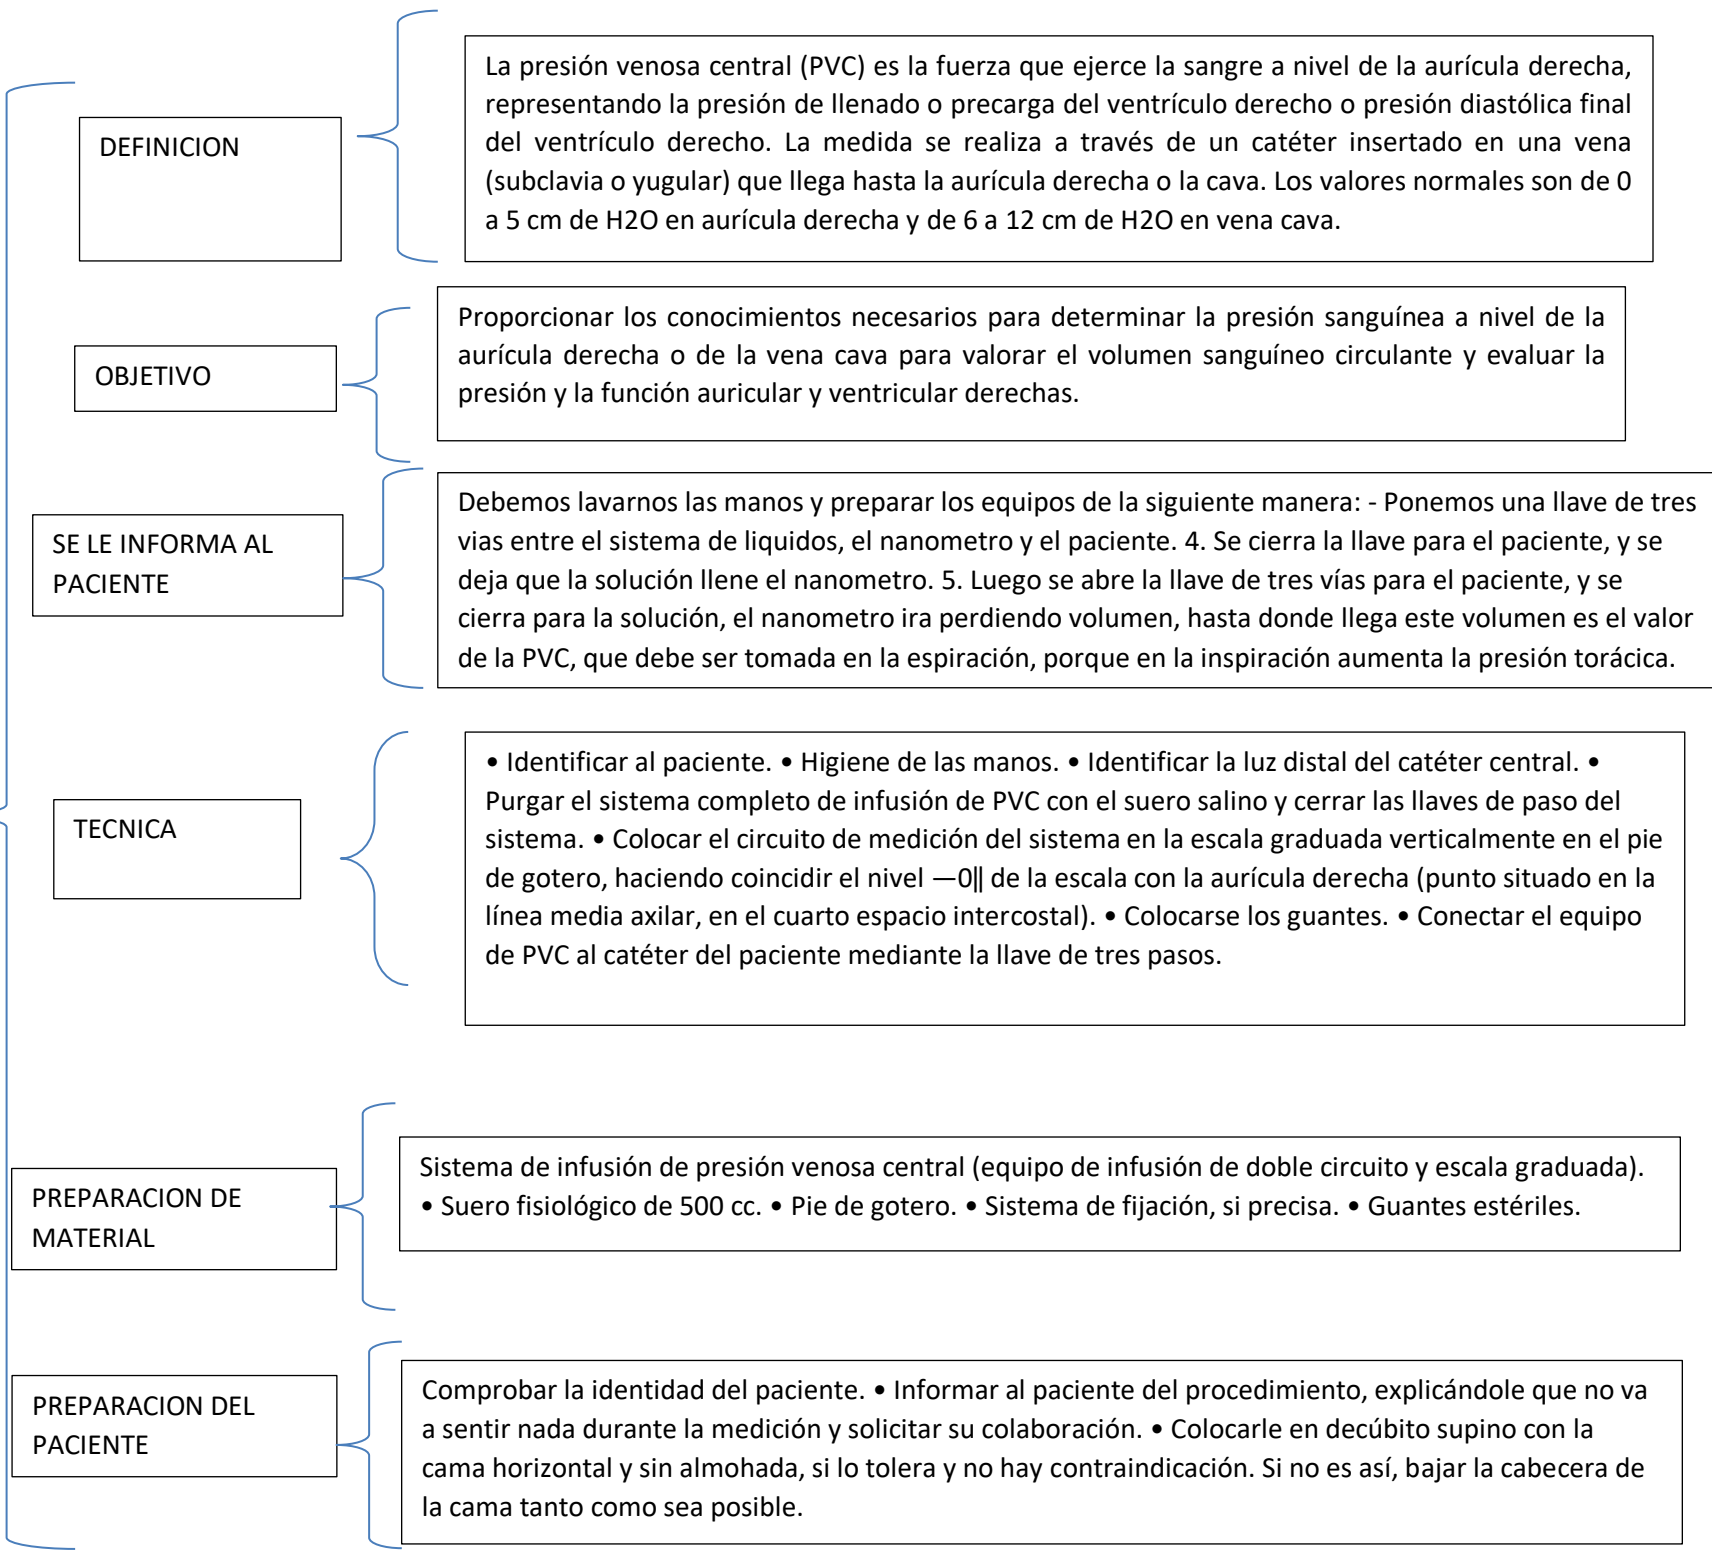 DEFINICION
La presión venosa central (PVC) es la fuerza que ejerce la sangre a nivel de la aurícula derecha,
representando la presión de llenado o precarga del ventrículo derecho o presión diastólica final
del ventrículo derecho. La medida se realiza a través de un catéter insertado en una vena
(subclavia o yugular) que llega hasta la aurícula derecha o la cava. Los valores normales son de 0
a 5 cm de H2O en aurícula derecha y de 6 a 12 cm de H2O en vena cava.
OBJETIVO
Proporcionar los conocimientos necesarios para determinar la presión sanguínea a nivel de la
aurícula derecha o de la vena cava para valorar el volumen sanguíneo circulante y evaluar la
presión y la función auricular y ventricular derechas.
SE LE INFORMA AL
PACIENTE
Debemos lavarnos las manos y preparar los equipos de la siguiente manera: - Ponemos una llave de tres
vias entre el sistema de liquidos, el nanometro y el paciente. 4. Se cierra la llave para el paciente, y se
deja que la solución llene el nanometro. 5. Luego se abre la llave de tres vías para el paciente, y se
cierra para la solución, el nanometro ira perdiendo volumen, hasta donde llega este volumen es el valor
de la PVC, que debe ser tomada en la espiración, porque en la inspiración aumenta la presión torácica.
TECNICA
• Identificar al paciente. • Higiene de las manos. • Identificar la luz distal del catéter central. •
Purgar el sistema completo de infusión de PVC con el suero salino y cerrar las llaves de paso del
sistema. • Colocar el circuito de medición del sistema en la escala graduada verticalmente en el pie
de gotero, haciendo coincidir el nivel ―0‖ de la escala con la aurícula derecha (punto situado en la
línea media axilar, en el cuarto espacio intercostal). • Colocarse los guantes. • Conectar el equipo
de PVC al catéter del paciente mediante la llave de tres pasos.
PREPARACION DE
MATERIAL
Sistema de infusión de presión venosa central (equipo de infusión de doble circuito y escala graduada).
• Suero fisiológico de 500 cc. • Pie de gotero. • Sistema de fijación, si precisa. • Guantes estériles.
PREPARACION DEL
PACIENTE
Comprobar la identidad del paciente. • Informar al paciente del procedimiento, explicándole que no va
a sentir nada durante la medición y solicitar su colaboración. • Colocarle en decúbito supino con la
cama horizontal y sin almohada, si lo tolera y no hay contraindicación. Si no es así, bajar la cabecera de
la cama tanto como sea posible.